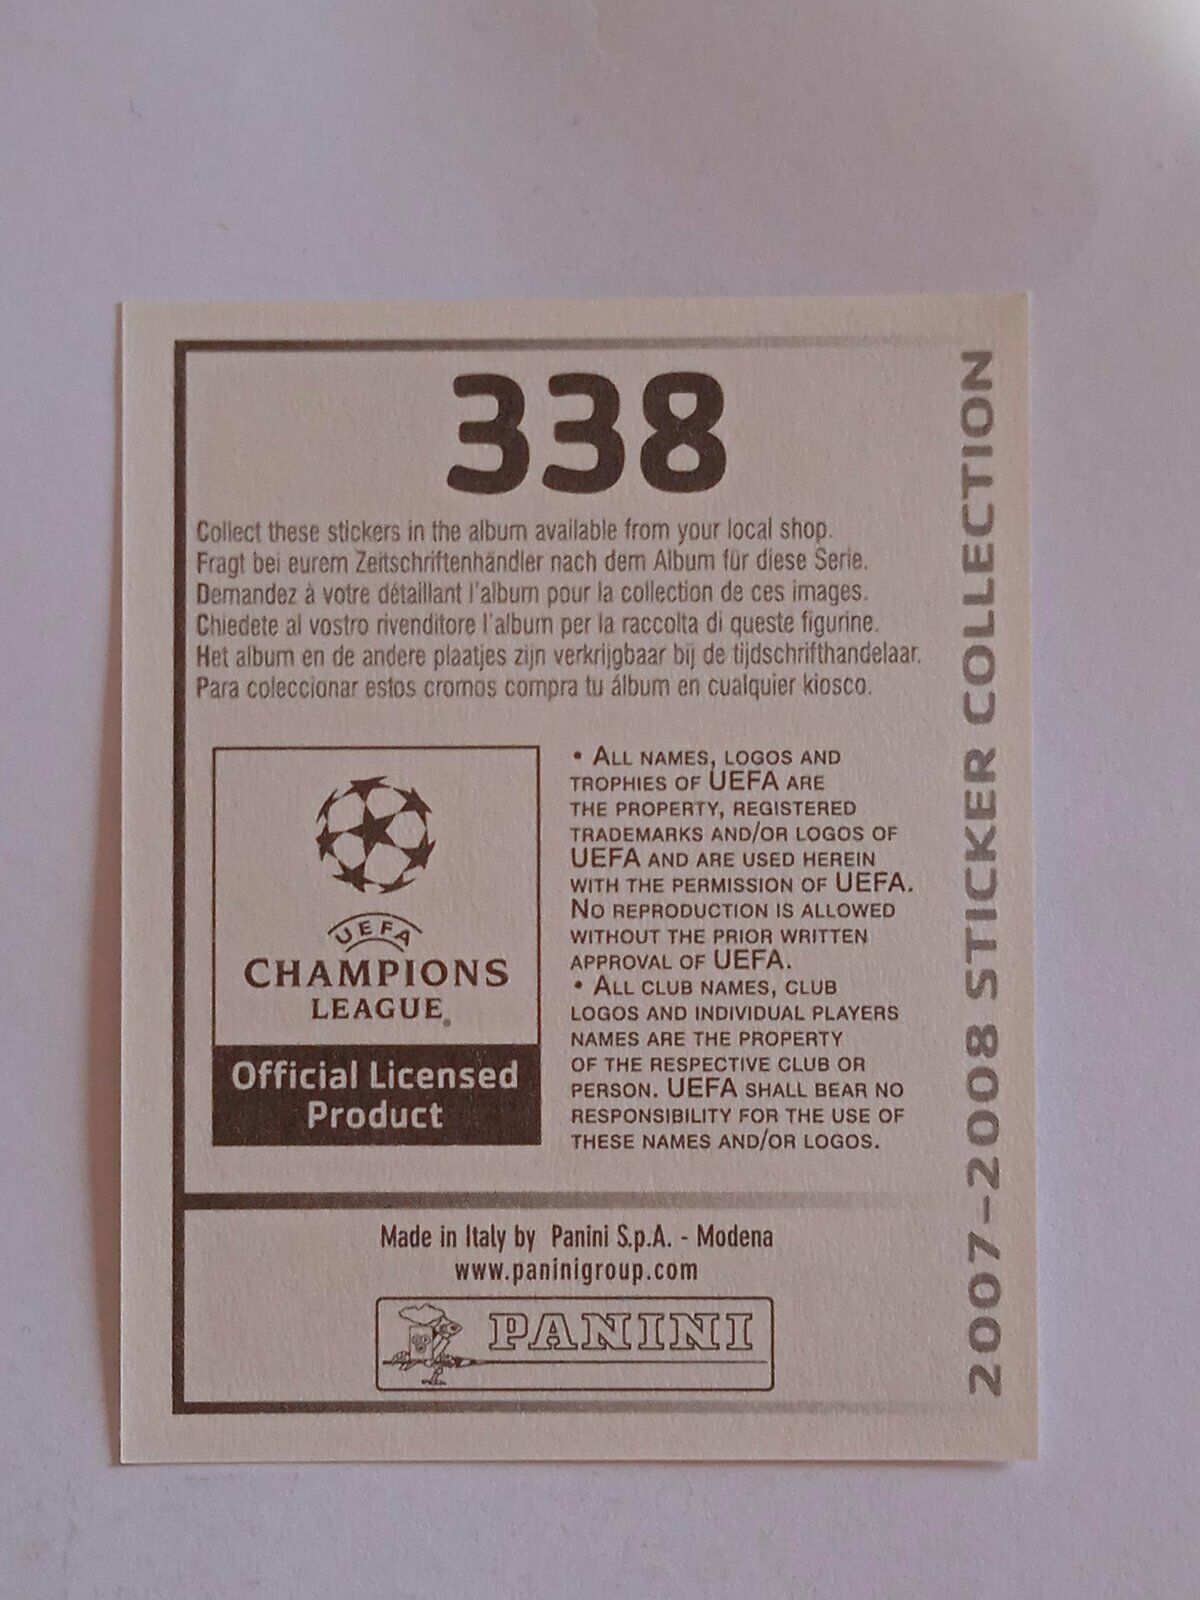 338
Collect these stickers in the album available from your local shop.
Fragt bei eurem Zeitschriftenhändler nach dem Album für diese Serie.
Demandez à votre détaillant l'album pour la collection de ces images.
Chiedete al vostro rivenditore l'album per la raccolta di queste figurine.
Het album en de andere plaatjes zijn verkrijgbaar bij de tijdschrifthandelaar.
Para coleccionar estos cromos compra tu álbum en cualquier kiosco.
UEFA
CHAMPIONS
LEAGUE®
Official Licensed
Product
• ALL NAMES, LOGOS AND
TROPHIES OF UEFA ARE
THE PROPERTY, REGISTERED
TRADEMARKS AND/OR LOGOS OF
UEFA AND ARE USED HEREIN
WITH THE PERMISSION OF UEFA.
NO REPRODUCTION IS ALLOWED
WITHOUT THE PRIOR WRITTEN
APPROVAL OF UEFA.
• ALL CLUB NAMES, CLUB
LOGOS AND INDIVIDUAL PLAYERS
NAMES ARE THE PROPERTY
OF THE RESPECTIVE CLUB OR
PERSON. UEFA SHALL BEAR NO
RESPONSIBILITY FOR THE USE OF
THESE NAMES AND/OR LOGOS.
Made in Italy by Panini S.p.A. - Modena
www.paninigroup.com
PANINI
2007-2008 STICKER COLLECTION